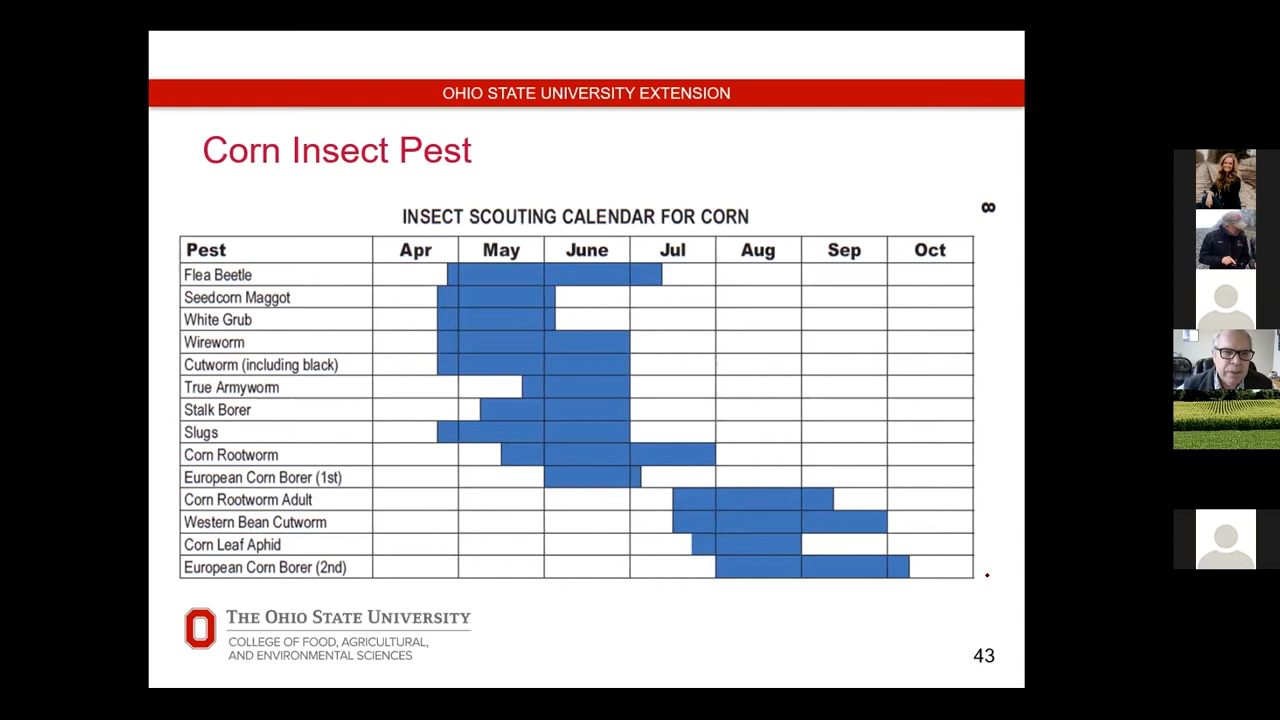 OHIO STATE UNIVERSITY EXTENSION
Corn Insect Pest
INSECT SCOUTING CALENDAR FOR CORN
8
Pest Apr May June Jul Aug Sep Oct
Flea Beetle
Seedcorn Maggot
White Grub
Wireworm
Cutworm (including black)
True Armyworm
Stalk Borer
Slugs
Corn Rootworm
European Corn Borer (1st)
Corn Rootworm Adult
Western Bean Cutworm
Corn Leaf Aphid
European Corn Borer (2nd)
THE OHIO STATE UNIVERSITY
COLLEGE OF FOOD, AGRICULTURAL,
AND ENVIRONMENTAL SCIENCES
43